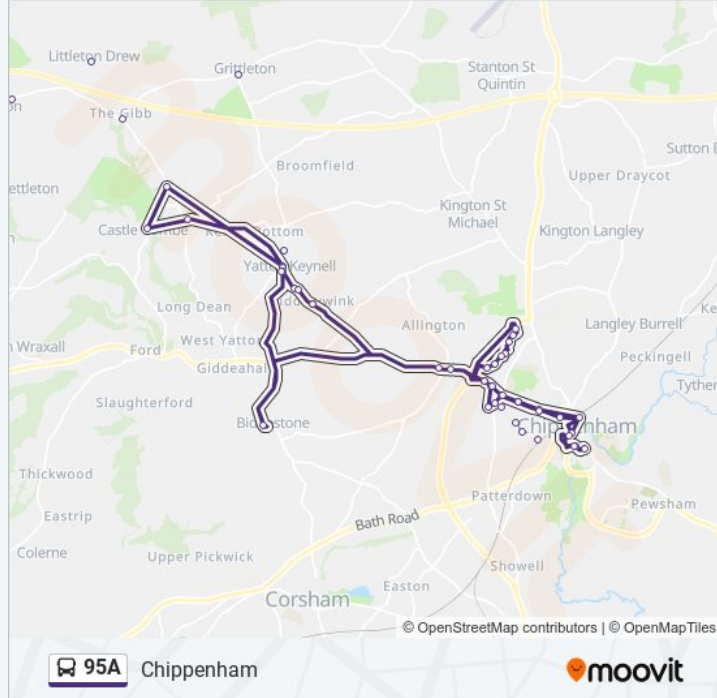 Littleton Drew
Grittleton
Stanton St
Quintin
on
The Gibb
Sutton B
Broomfield
Upper Draycot
ettleton
Kington St
Michael
Castle Combe
Bottom
Kington Langley
Yatton Keynell
Long Dean
Allington
Langley Burrell
n Wraxall
Ford
West Yatton
Peckingell
Giddeahall
Tyther
Slaughterford
Biddestone
Chippenham
Thickwood
Patterdown
Pewsham
Eastrip
Bath Road
Colerne
Upper Pickwick
Showell
Easton
Corsham
© OpenStreetMap contributors | © OpenMapTiles
95A Chippenham
moovit